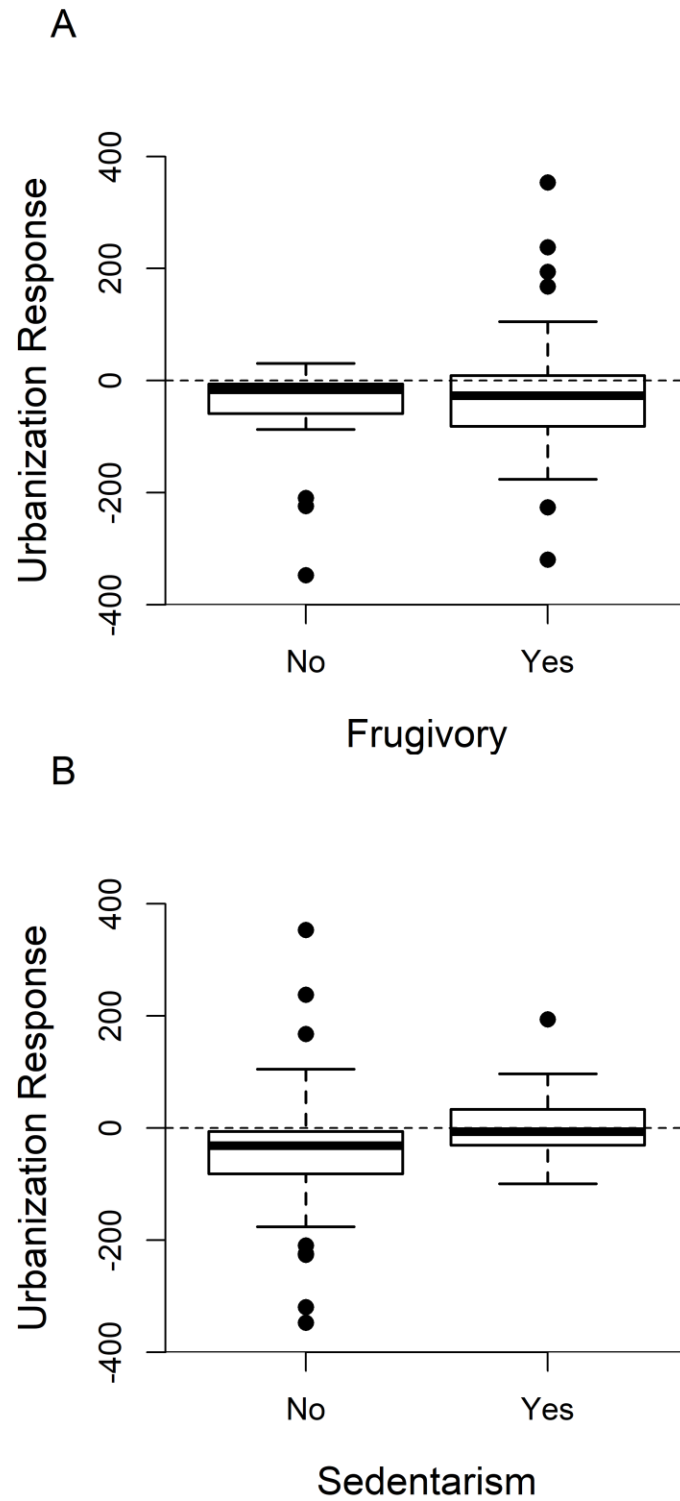 A
Urbanization Response
400
200
0
-200
-400
No Yes
Frugivory
B
Urbanization Response
400
200
0
-200
-400
No Yes
Sedentarism